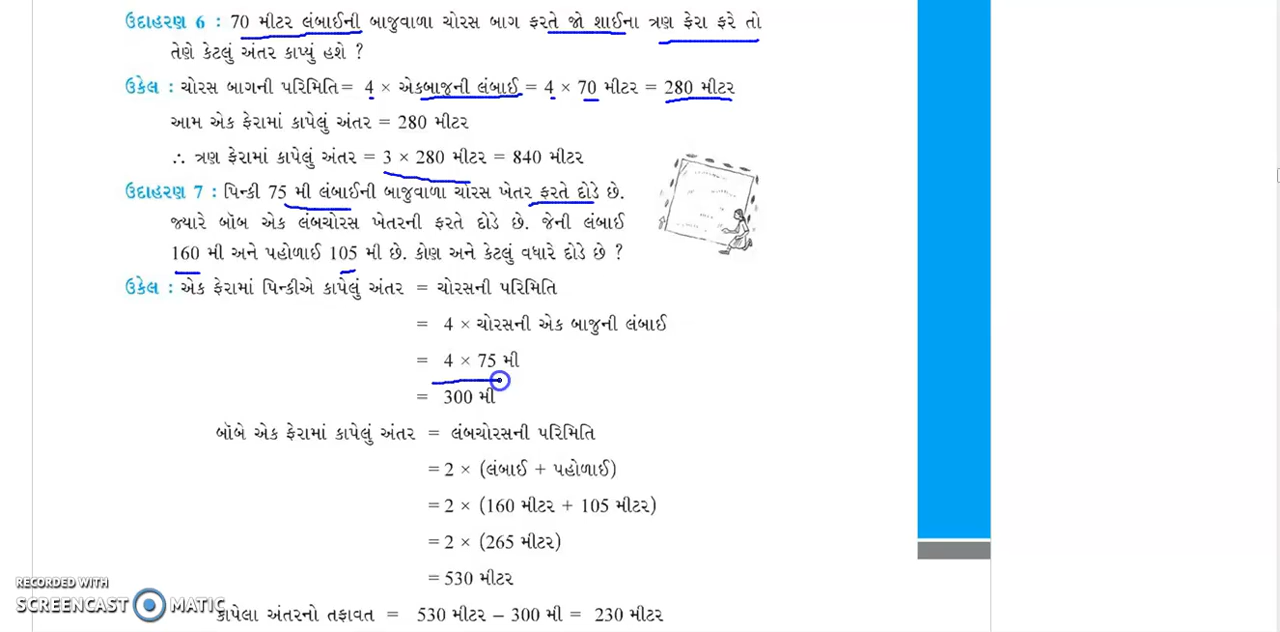 ઉદાહરણ 6 : 70 મીટર લંબાઈની બાજુવાળા ચોરસ બાગ ફરતે જો શાઈના ત્રણ ફેરા ફરે તો
તેણે કેટલું અંતર કાપ્યું હશે ?
ઉકેલ : ચોરસ બાગની પરિમિતિ = 4 × એકબાજુની લંબાઈ = 4 × 70 મીટર = 280 મીટર
આમ એક ફેરામાં કાપેલું અંતર = 280 મીટર
∴ ત્રણ ફેરામાં કાપેલું અંતર = 3 × 280 મીટર = 840 મીટર
ઉદાહરણ 7 : પિન્કી 75 મી લંબાઈની બાજુવાળા ચોરસ ખેતર ફરતે દોડે છે.
જ્યારે બૉબ એક લંબચોરસ ખેતરની ફરતે દોડે છે. જેની લંબાઈ
160 મી અને પહોળાઈ 105 મી છે. કોણ અને કેટલું વધારે દોડે છે ?
ઉકેલ : એક ફેરામાં પિન્કીએ કાપેલું અંતર = ચોરસની પરિમિતિ
= 4 × ચોરસની એક બાજુની લંબાઈ
= 4 × 75 મી
= 300 મી
બૉબે એક ફેરામાં કાપેલું અંતર = લંબચોરસની પરિમિતિ
= 2 × (લંબાઈ + પહોળાઈ)
= 2 × (160 મીટર + 105 મીટર)
= 2 × (265 મીટર)
= 530 મીટર
કાપેલા અંતરનો તફાવત = 530 મીટર – 300 મી = 230 મીટર
RECORDED WITH
SCREENCAST MATIC